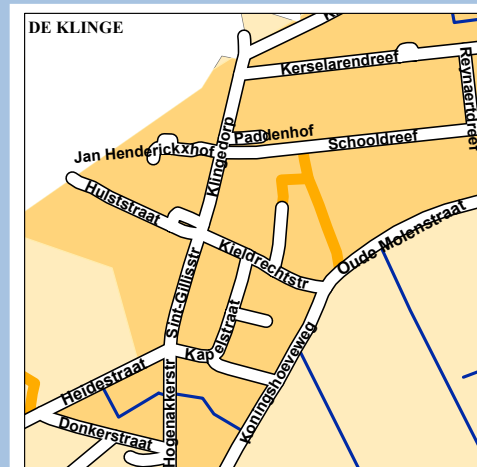 DE KLINGE
Kerselarendreef
Reynaertdreef
Paddenhof
Schooldreef
Jan Henderickxhof
Klingedorp
Hulststraat
Kieldrechtstr
Oude Molenstraat
Sint-Gillisstr
Kapelstraat
Koningshoeveweg
Heidestraat
Hogenakkerstr
Donkerstraat